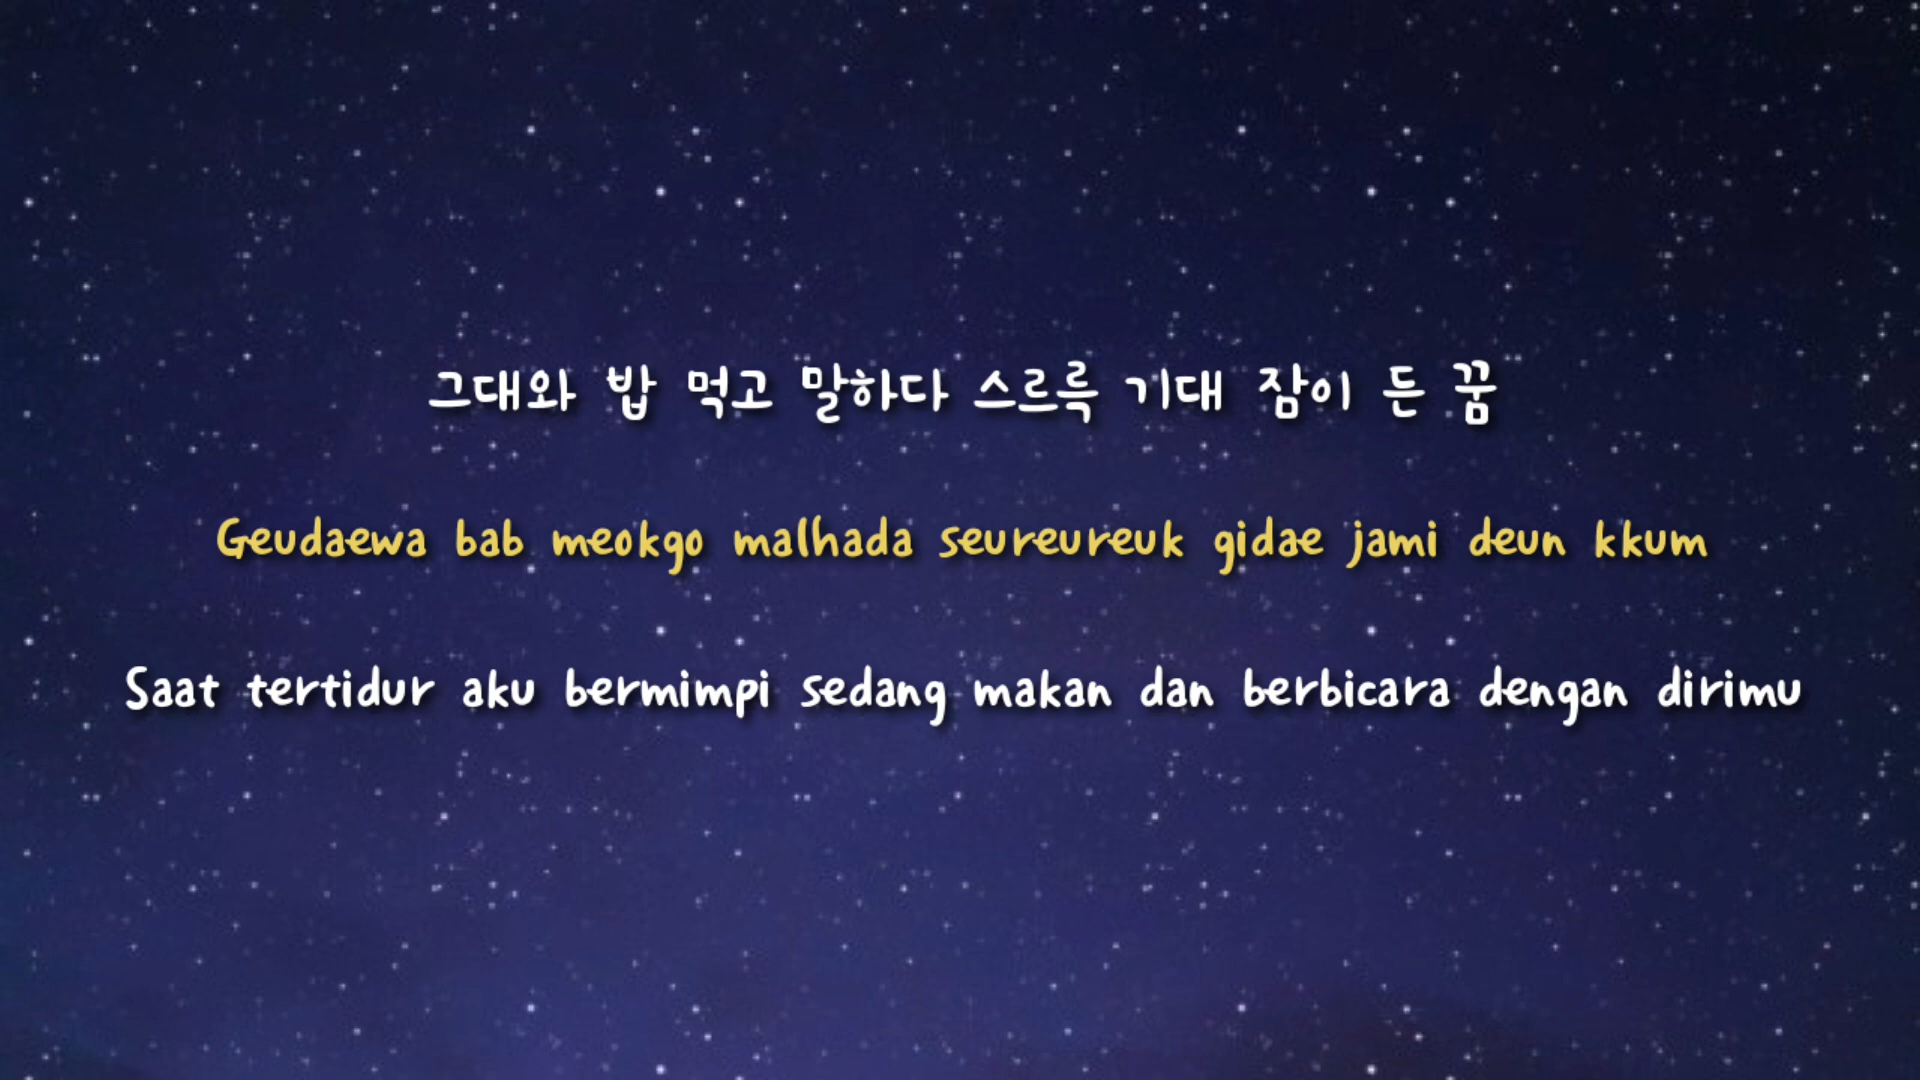 그대와 밥 먹고 말하다 스르륵 기대 잠이 든 꿈
Geudaewa bab meokgo malhada seureureuk gidae jami deun kkum
Saat tertidur aku bermimpi sedang makan dan berbicara dengan dirimu